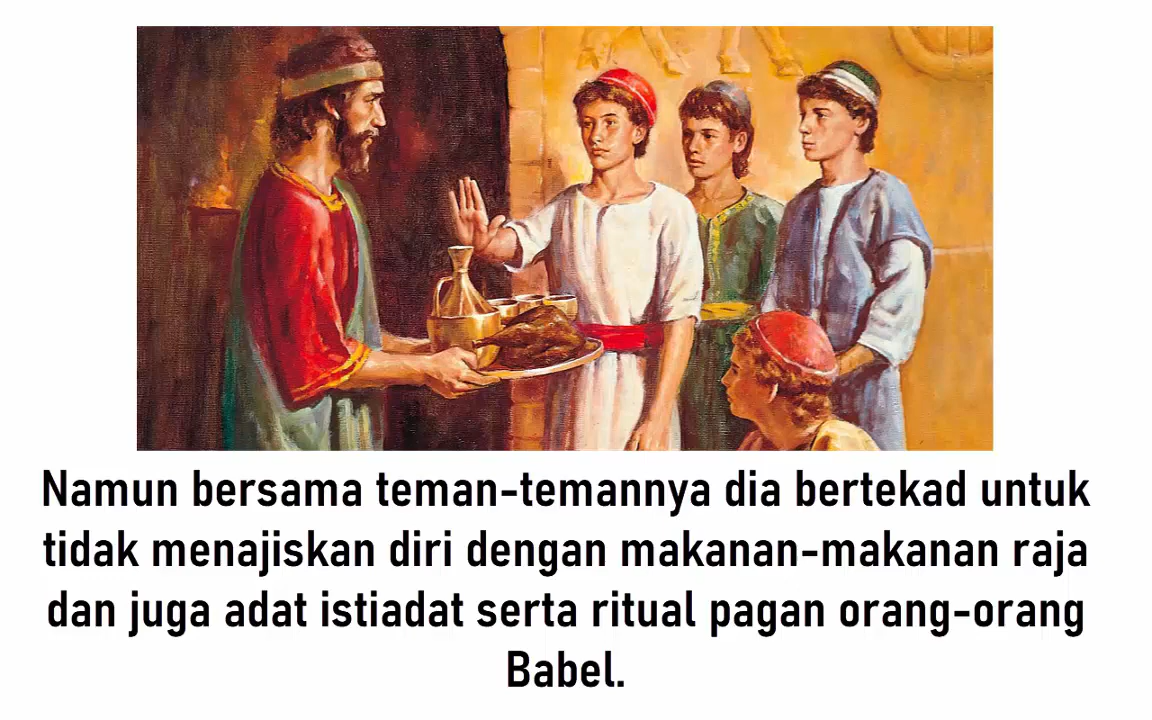 Namun bersama teman-temannya dia bertekad untuk
tidak menajiskan diri dengan makanan-makanan raja
dan juga adat istiadat serta ritual pagan orang-orang
Babel.